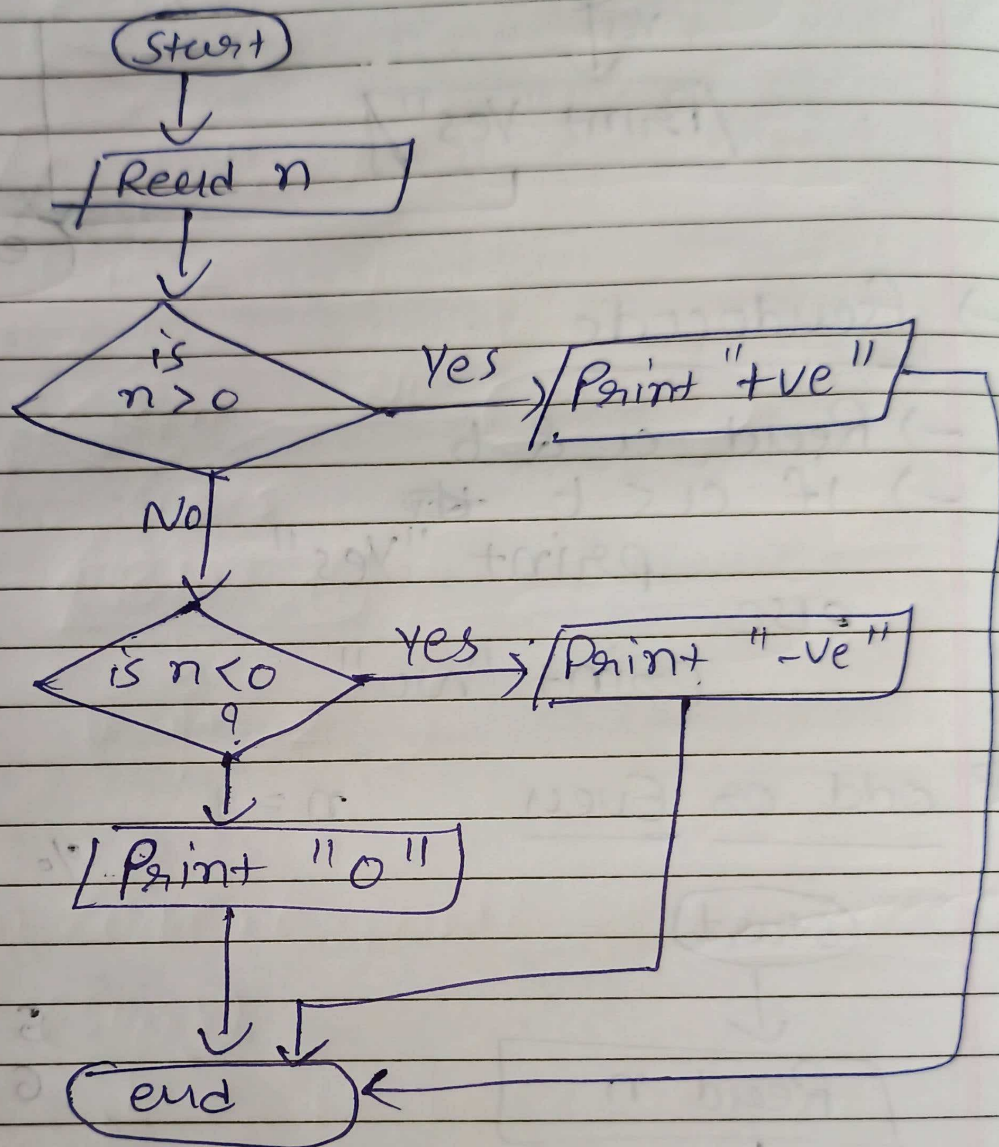 Start
Read n
is
n > 0
Yes
Print "+ve"
No
is n < 0
?
Yes
Print "-ve"
Print "0"
end